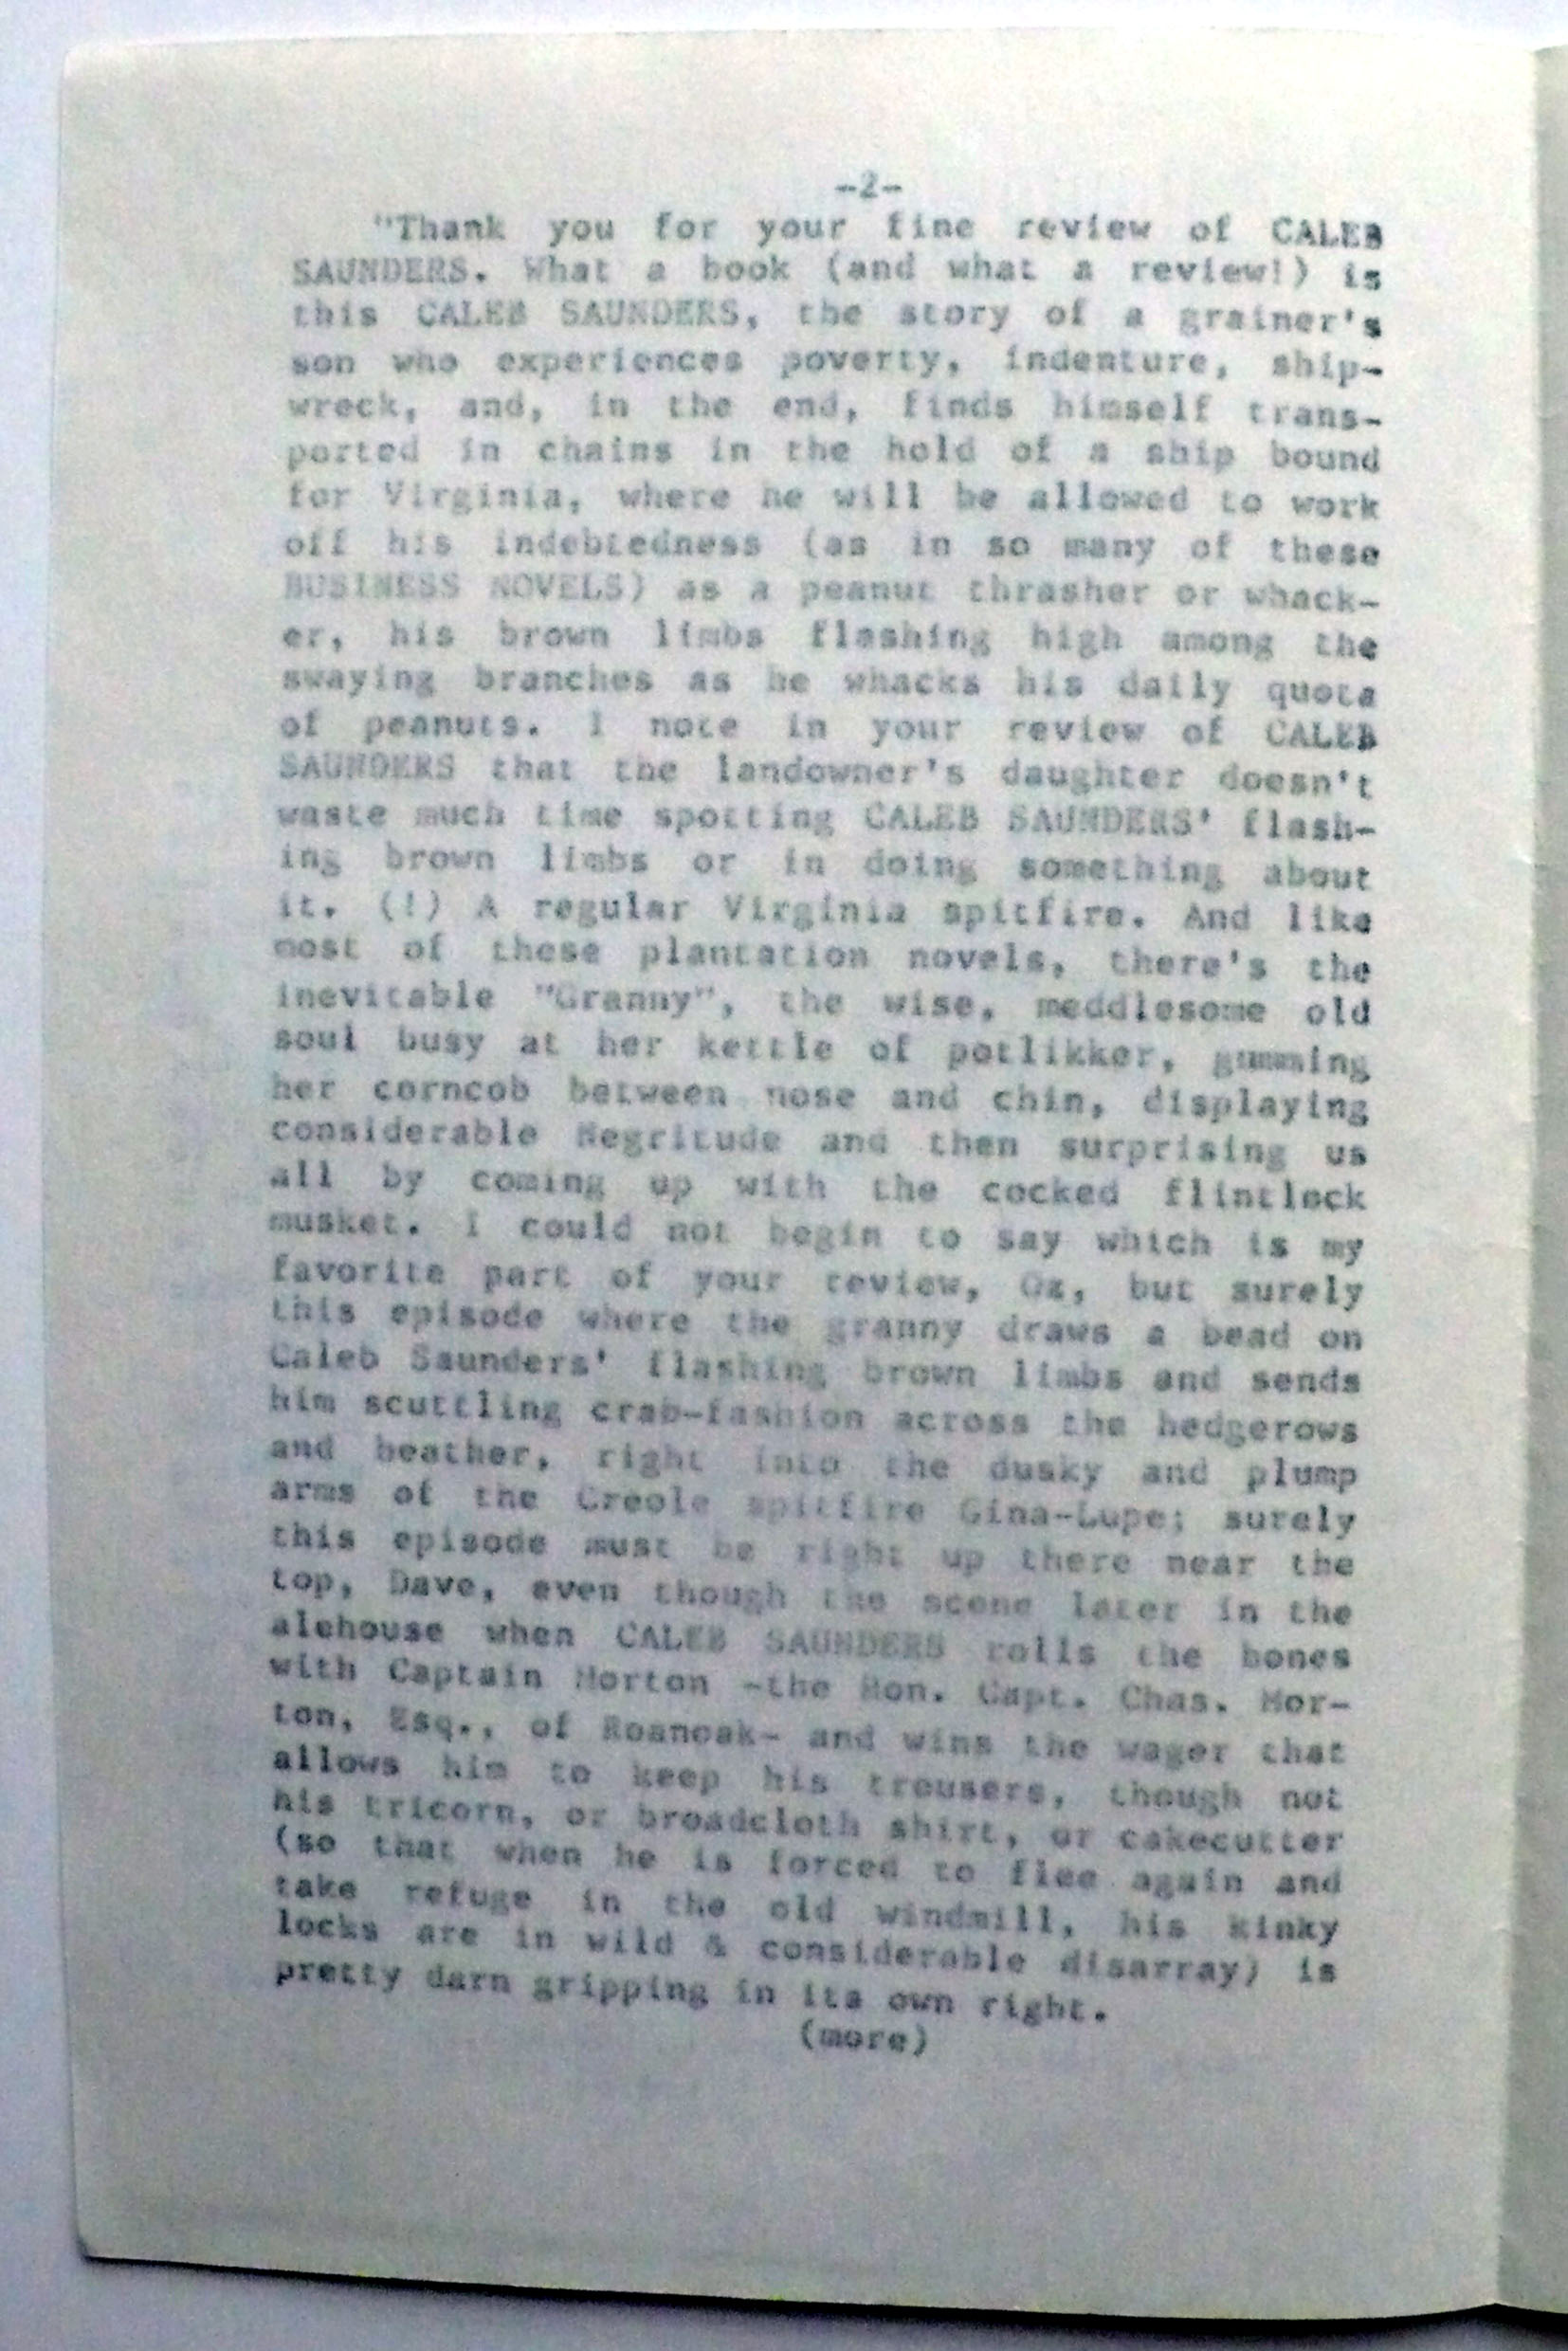 -2-
"Thank you for your fine review of CALEB
SAUNDERS. What a book (and what a review!) is
this CALEB SAUNDERS, the story of a grainer's
son who experiences poverty, indenture, ship-
wreck, and, in the end, finds himself trans-
ported in chains in the hold of a ship bound
for Virginia, where he will be allowed to work
off his indebtedness (as in so many of these
BUSINESS NOVELS) as a peanut thrasher or whack-
er, his brown limbs flashing high among the
swaying branches as he whacks his daily quota
of peanuts. I note in your review of CALEB
SAUNDERS that the landowner's daughter doesn't
waste much time spotting CALEB SAUNDERS' flash-
ing brown limbs or in doing something about
it. (!) A regular Virginia spitfire. And like
most of these plantation novels, there's the
inevitable "Granny", the wise, meddlesome old
soul busy at her kettle of potlikker, gumming
her corncob between nose and chin, displaying
considerable Negritude and then surprising us
all by coming up with the cocked flintlock
musket. I could not begin to say which is my
favorite part of your review, Oz, but surely
this episode where the granny draws a bead on
Caleb Saunders' flashing brown limbs and sends
him scuttling crab-fashion across the hedgerows
and heather, right into the dusky and plump
arms of the Creole spitfire Gina-Lupe; surely
this episode must be right up there near the
top, Dave, even though the scene later in the
alehouse when CALEB SAUNDERS rolls the bones
with Captain Morton -the Hon. Capt. Chas. Mor-
ton, Esq., of Roanoak- and wins the wager that
allows him to keep his trousers, though not
his tricorn, or broadcloth shirt, or cakecutter
(so that when he is forced to flee again and
take refuge in the old windmill, his kinky
locks are in wild & considerable disarray) is
pretty darn gripping in its own right.
(more)